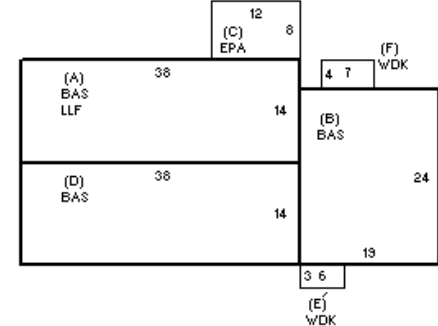 12
(C)
8
EPA
(F)
WDK
4 7
(A)
38
BAS
LLF
14
(B)
BAS
24
(D)
38
BAS
14
19
3 6
(E)
WDK